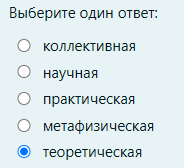 Выберите один ответ:
коллективная
научная
практическая
метафизическая
теоретическая